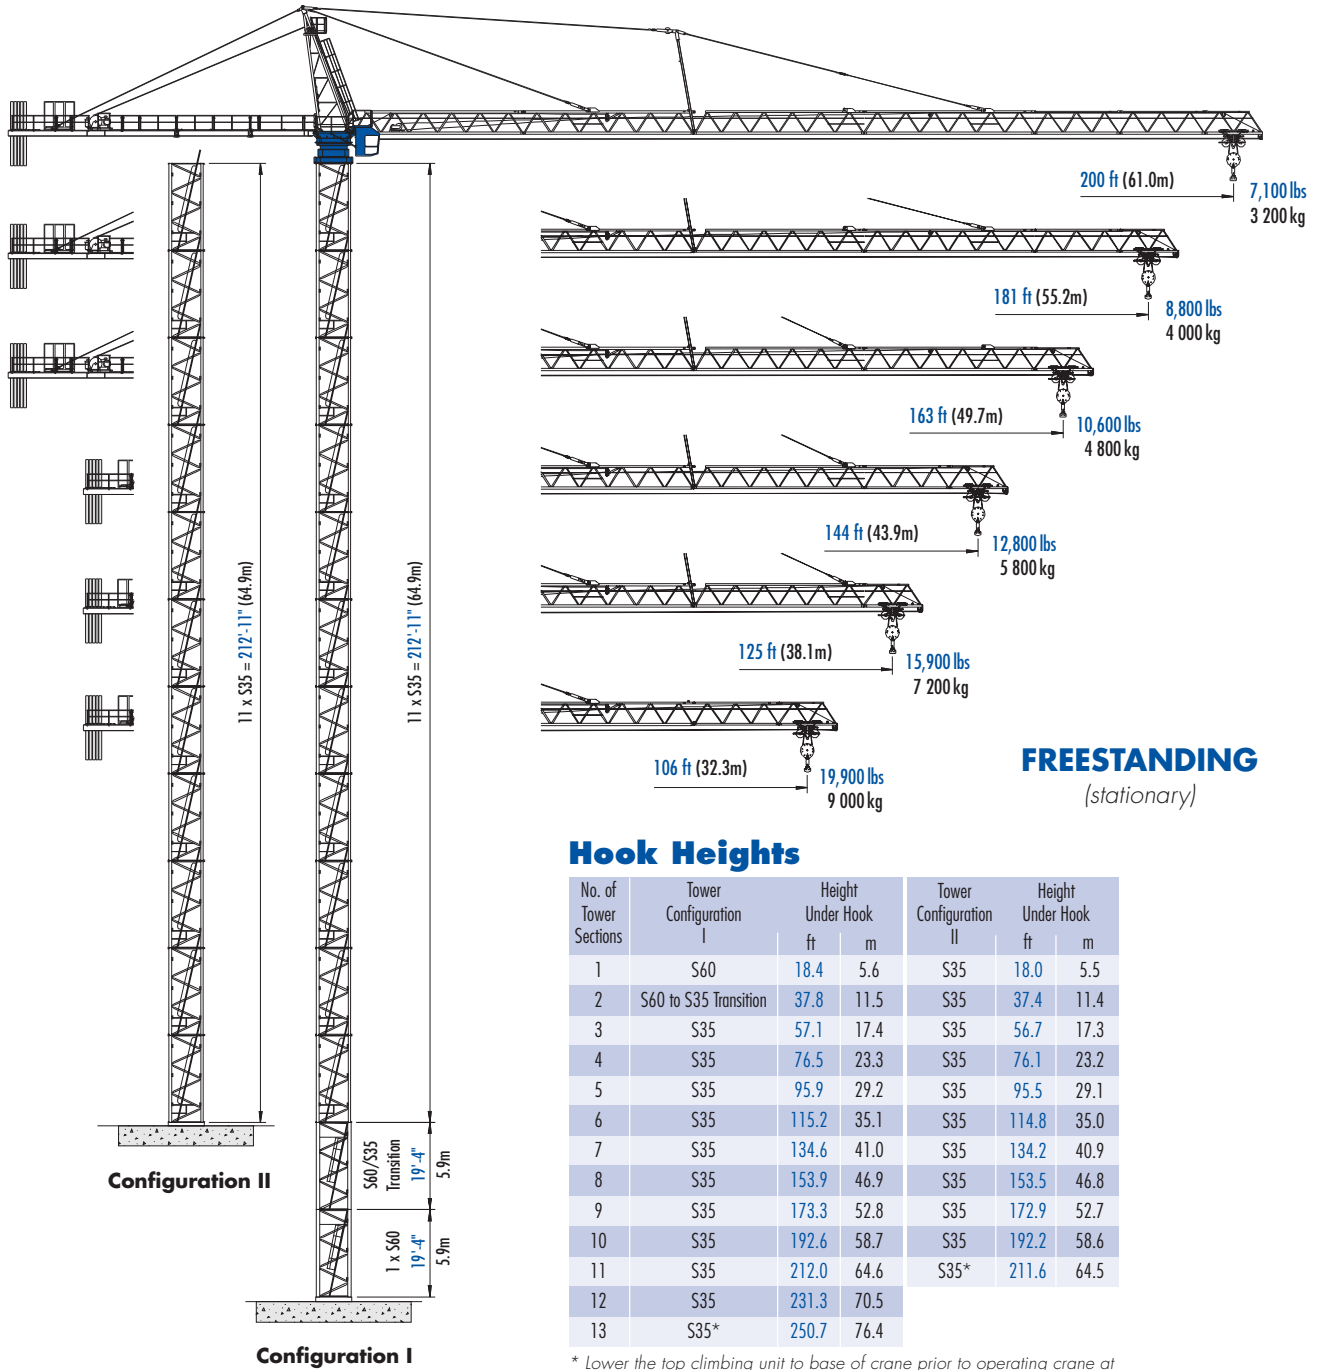 200 ft (61.0m)
7,100 lbs
3 200 kg
181 ft (55.2m)
8,800 lbs
4 000 kg
163 ft (49.7m)
10,600 lbs
4 800 kg
144 ft (43.9m)
12,800 lbs
5 800 kg
125 ft (38.1m)
15,900 lbs
7 200 kg
106 ft (32.3m)
19,900 lbs
9 000 kg
11 x S35 = 212'-11" (64.9m)
11 x S35 = 212'-11" (64.9m)
S60/S35
Transition
19'-4"
5.9m
1 x S60
19'-4"
5.9m
Configuration II
Configuration I
FREESTANDING
(stationary)
Hook Heights
No. of Tower Height Tower Height
Tower Configuration Under Hook Configuration Under Hook
Sections I ft m II ft m
1 S60 18.4 5.6 S35 18.0 5.5
2 S60 to S35 Transition 37.8 11.5 S35 37.4 11.4
3 S35 57.1 17.4 S35 56.7 17.3
4 S35 76.5 23.3 S35 76.1 23.2
5 S35 95.9 29.2 S35 95.5 29.1
6 S35 115.2 35.1 S35 114.8 35.0
7 S35 134.6 41.0 S35 134.2 40.9
8 S35 153.9 46.9 S35 153.5 46.8
9 S35 173.3 52.8 S35 172.9 52.7
10 S35 192.6 58.7 S35 192.2 58.6
11 S35 212.0 64.6 S35* 211.6 64.5
12 S35 231.3 70.5
13 S35* 250.7 76.4
* Lower the top climbing unit to base of crane prior to operating crane at